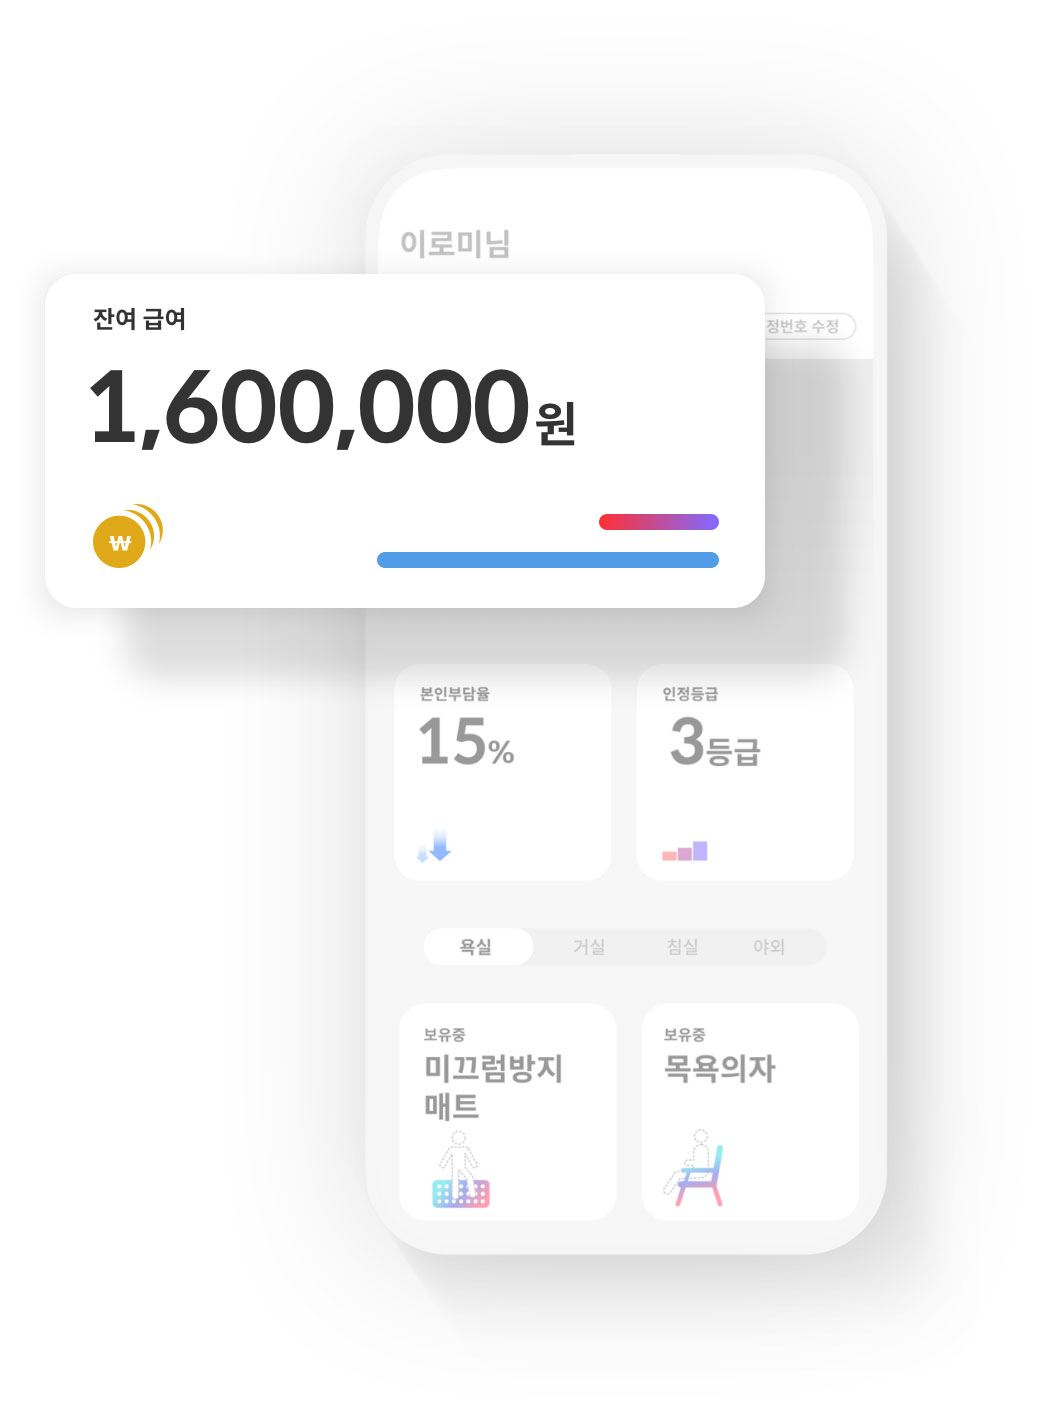 이로미님
정번호 수정
잔여 급여
1,600,000원
₩
본인부담율
15%
인정등급
3등급
욕실 거실 침실 야외
보유중
미끄럼방지
매트
보유중
목욕의자